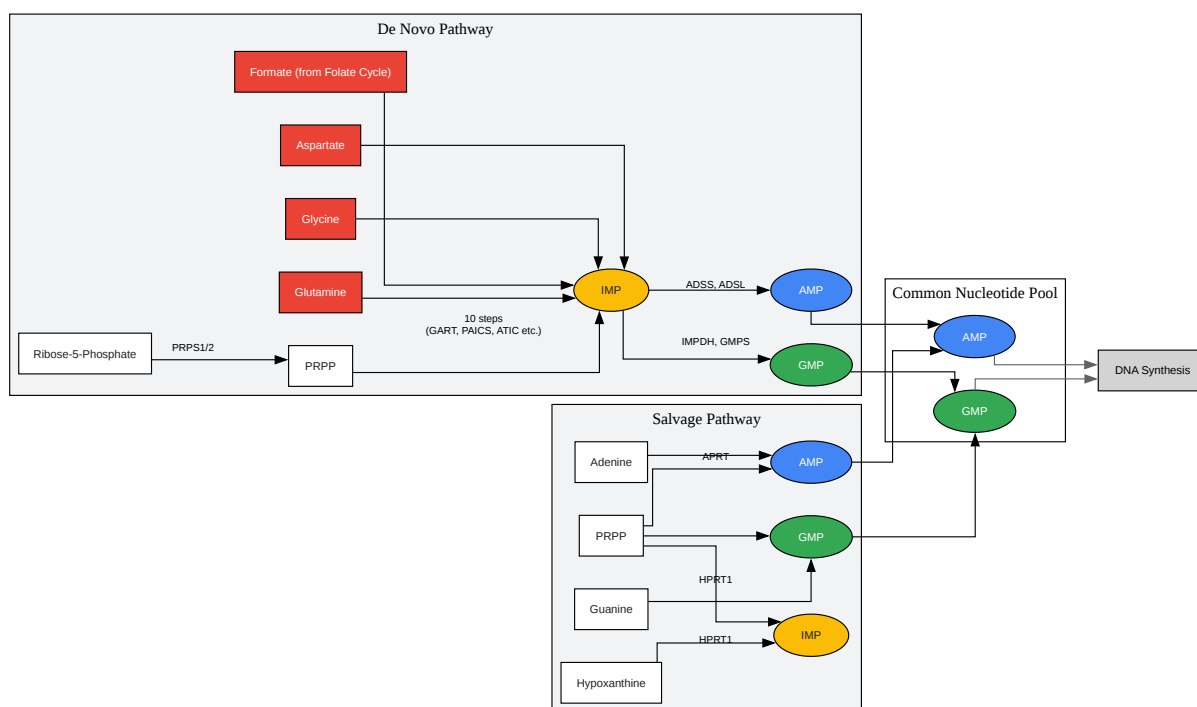 De Novo Pathway
Formate (from Folate Cycle)
Aspartate
Glycine
Glutamine
IMP
ADSS, ADSL
AMP
10 steps
(GART, PAICS, ATIC etc.)
Ribose-5-Phosphate
PRPS1/2
PRPP
IMPDH, GMPS
GMP
Common Nucleotide Pool
AMP
GMP
DNA Synthesis
Salvage Pathway
Adenine
APRT
AMP
PRPP
GMP
HPRT1
Guanine
IMP
HPRT1
Hypoxanthine